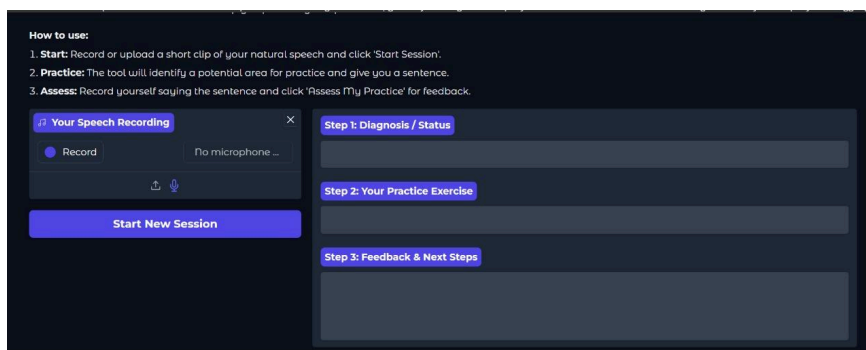 How to use:
1. Start: Record or upload a short clip of your natural speech and click 'Start Session'.
2. Practice: The tool will identify a potential area for practice and give you a sentence.
3. Assess: Record yourself saying the sentence and click 'Assess My Practice' for feedback.
Your Speech Recording
Record
No microphone ...
Start New Session
Step 1: Diagnosis / Status
Step 2: Your Practice Exercise
Step 3: Feedback & Next Steps